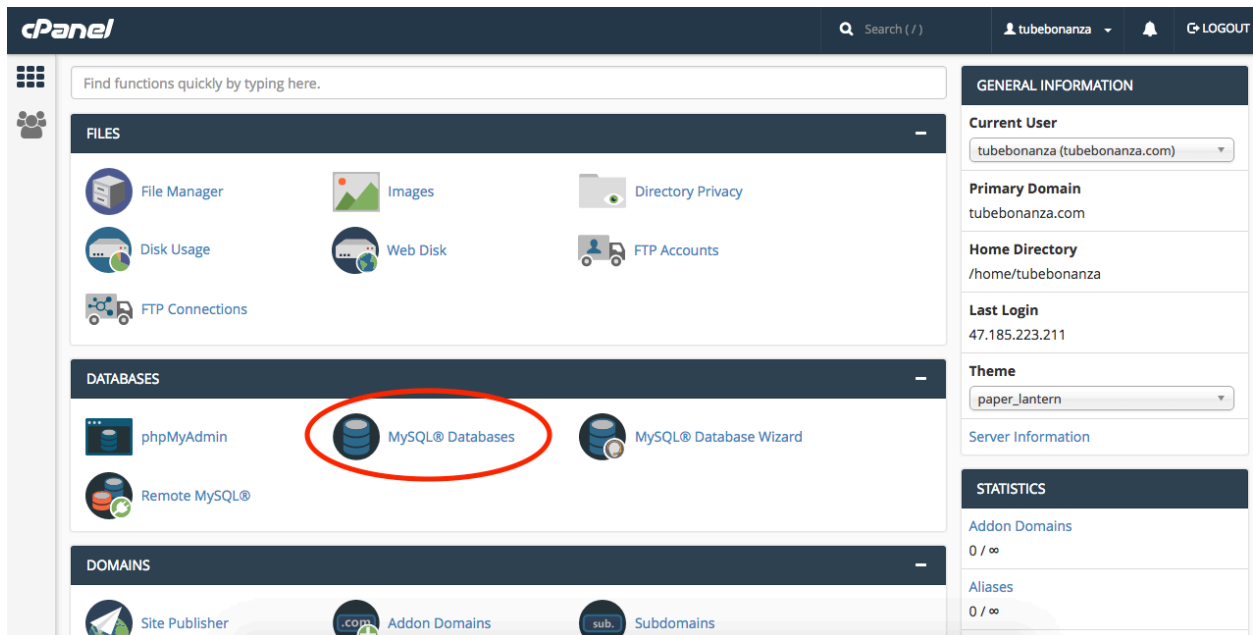 cPanel
Search ( / )
tubebonanza
LOGOUT
Find functions quickly by typing here.
FILES
File Manager
Images
Directory Privacy
Disk Usage
Web Disk
FTP Accounts
FTP Connections
DATABASES
phpMyAdmin
MySQL® Databases
MySQL® Database Wizard
Remote MySQL®
DOMAINS
Site Publisher
.com
Addon Domains
sub.
Subdomains
GENERAL INFORMATION
Current User
tubebonanza (tubebonanza.com)
Primary Domain
tubebonanza.com
Home Directory
/home/tubebonanza
Last Login
47.185.223.211
Theme
paper_lantern
Server Information
STATISTICS
Addon Domains
0 / ∞
Aliases
0 / ∞